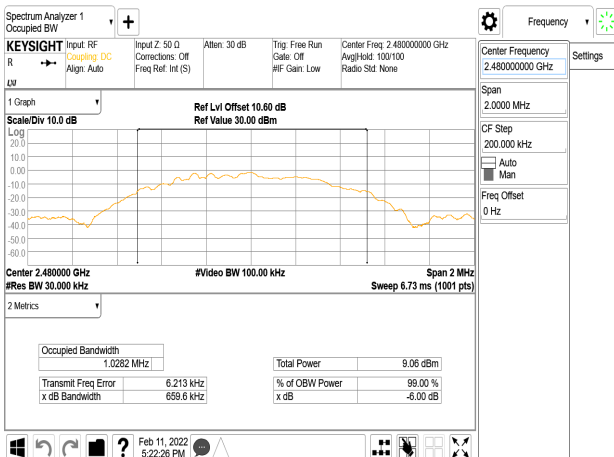 Spectrum Analyzer 1
Occupied BW
Frequency
KEYSIGHT
R
Input: RF
Coupling: DC
Align: Auto
Input Z: 50 Ω
Corrections: Off
Freq Ref: Int (S)
Atten: 30 dB
Trig: Free Run
Gate: Off
#IF Gain: Low
Center Freq: 2.480000000 GHz
Avg|Hold: 100/100
Radio Std: None
Center Frequency
2.480000000 GHz
Settings
Span
2.0000 MHz
CF Step
200.000 kHz
Auto
Man
Freq Offset
0 Hz
1 Graph
Scale/Div 10.0 dB
Ref Lvl Offset 10.60 dB
Ref Value 30.00 dBm
Log
20.0
10.0
0.00
-10.0
-20.0
-30.0
-40.0
-50.0
-60.0
Center 2.480000 GHz
#Res BW 30.000 kHz
#Video BW 100.00 kHz
Span 2 MHz
Sweep 6.73 ms (1001 pts)
2 Metrics
Occupied Bandwidth
1.0282 MHz
Total Power 9.06 dBm
Transmit Freq Error 6.213 kHz
% of OBW Power 99.00 %
x dB Bandwidth 659.6 kHz
x dB -6.00 dB
?
Feb 11, 2022
5:22:26 PM